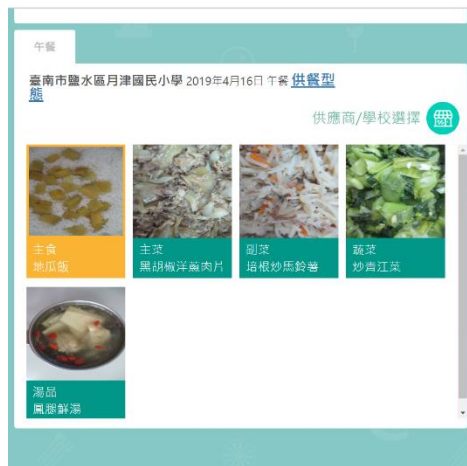 午餐
臺南市鹽水區月津國民小學 2019年4月16日 午餐 供餐型
態
供應商/學校選擇
主食
地瓜飯
主菜
黑胡椒洋蔥肉片
副菜
培根炒馬鈴薯
蔬菜
炒青江菜
湯品
鳳腿鮮湯